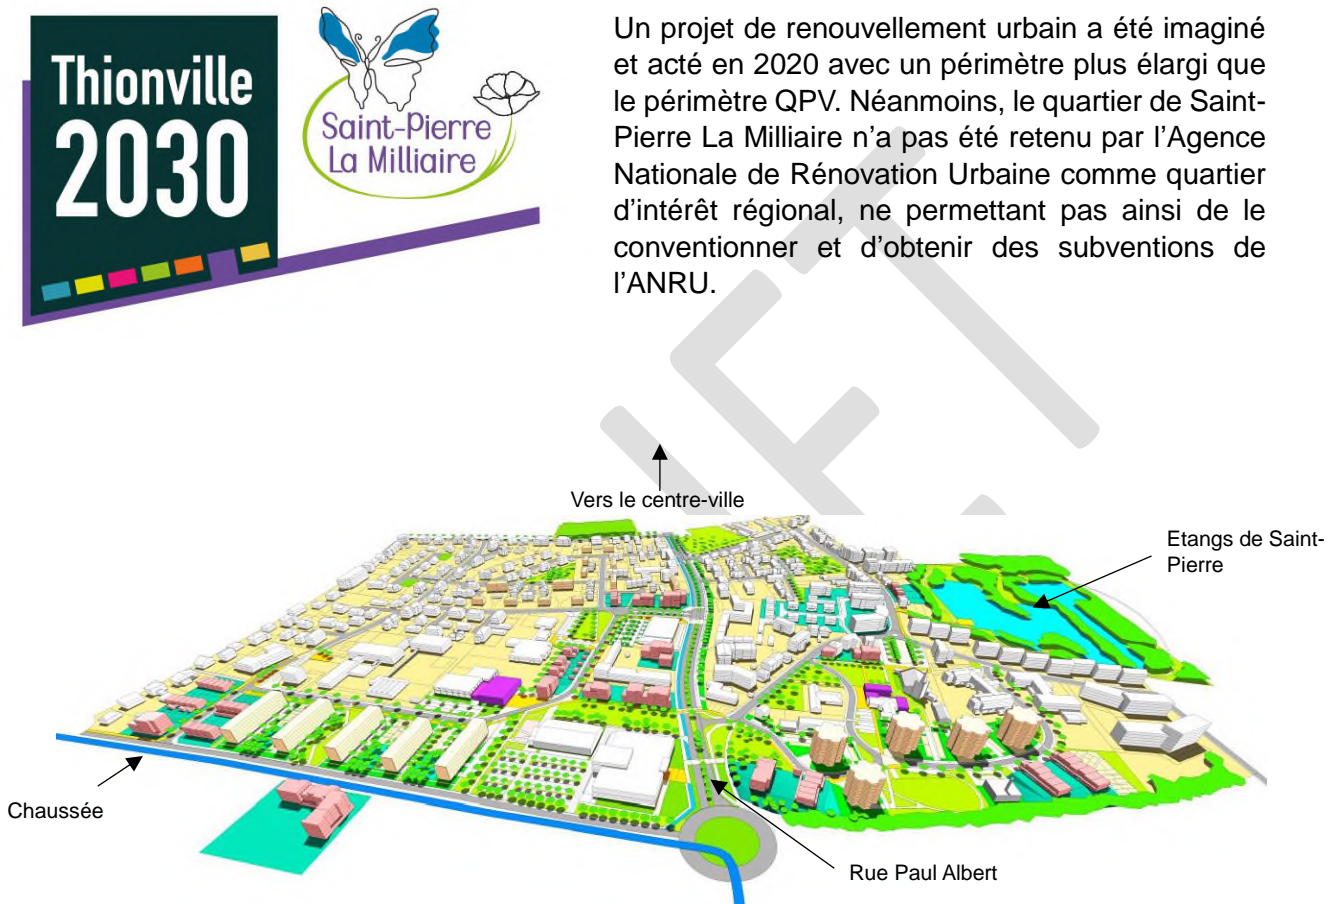 Thionville
2030
Saint-Pierre
La Milliaire
Un projet de renouvellement urbain a été imaginé
et acté en 2020 avec un périmètre plus élargi que
le périmètre QPV. Néanmoins, le quartier de Saint-
Pierre La Milliaire n’a pas été retenu par l’Agence
Nationale de Rénovation Urbaine comme quartier
d’intérêt régional, ne permettant pas ainsi de le
conventionner et d’obtenir des subventions de
l’ANRU.
Vers le centre-ville
Etangs de Saint-
Pierre
Chaussée
Rue Paul Albert